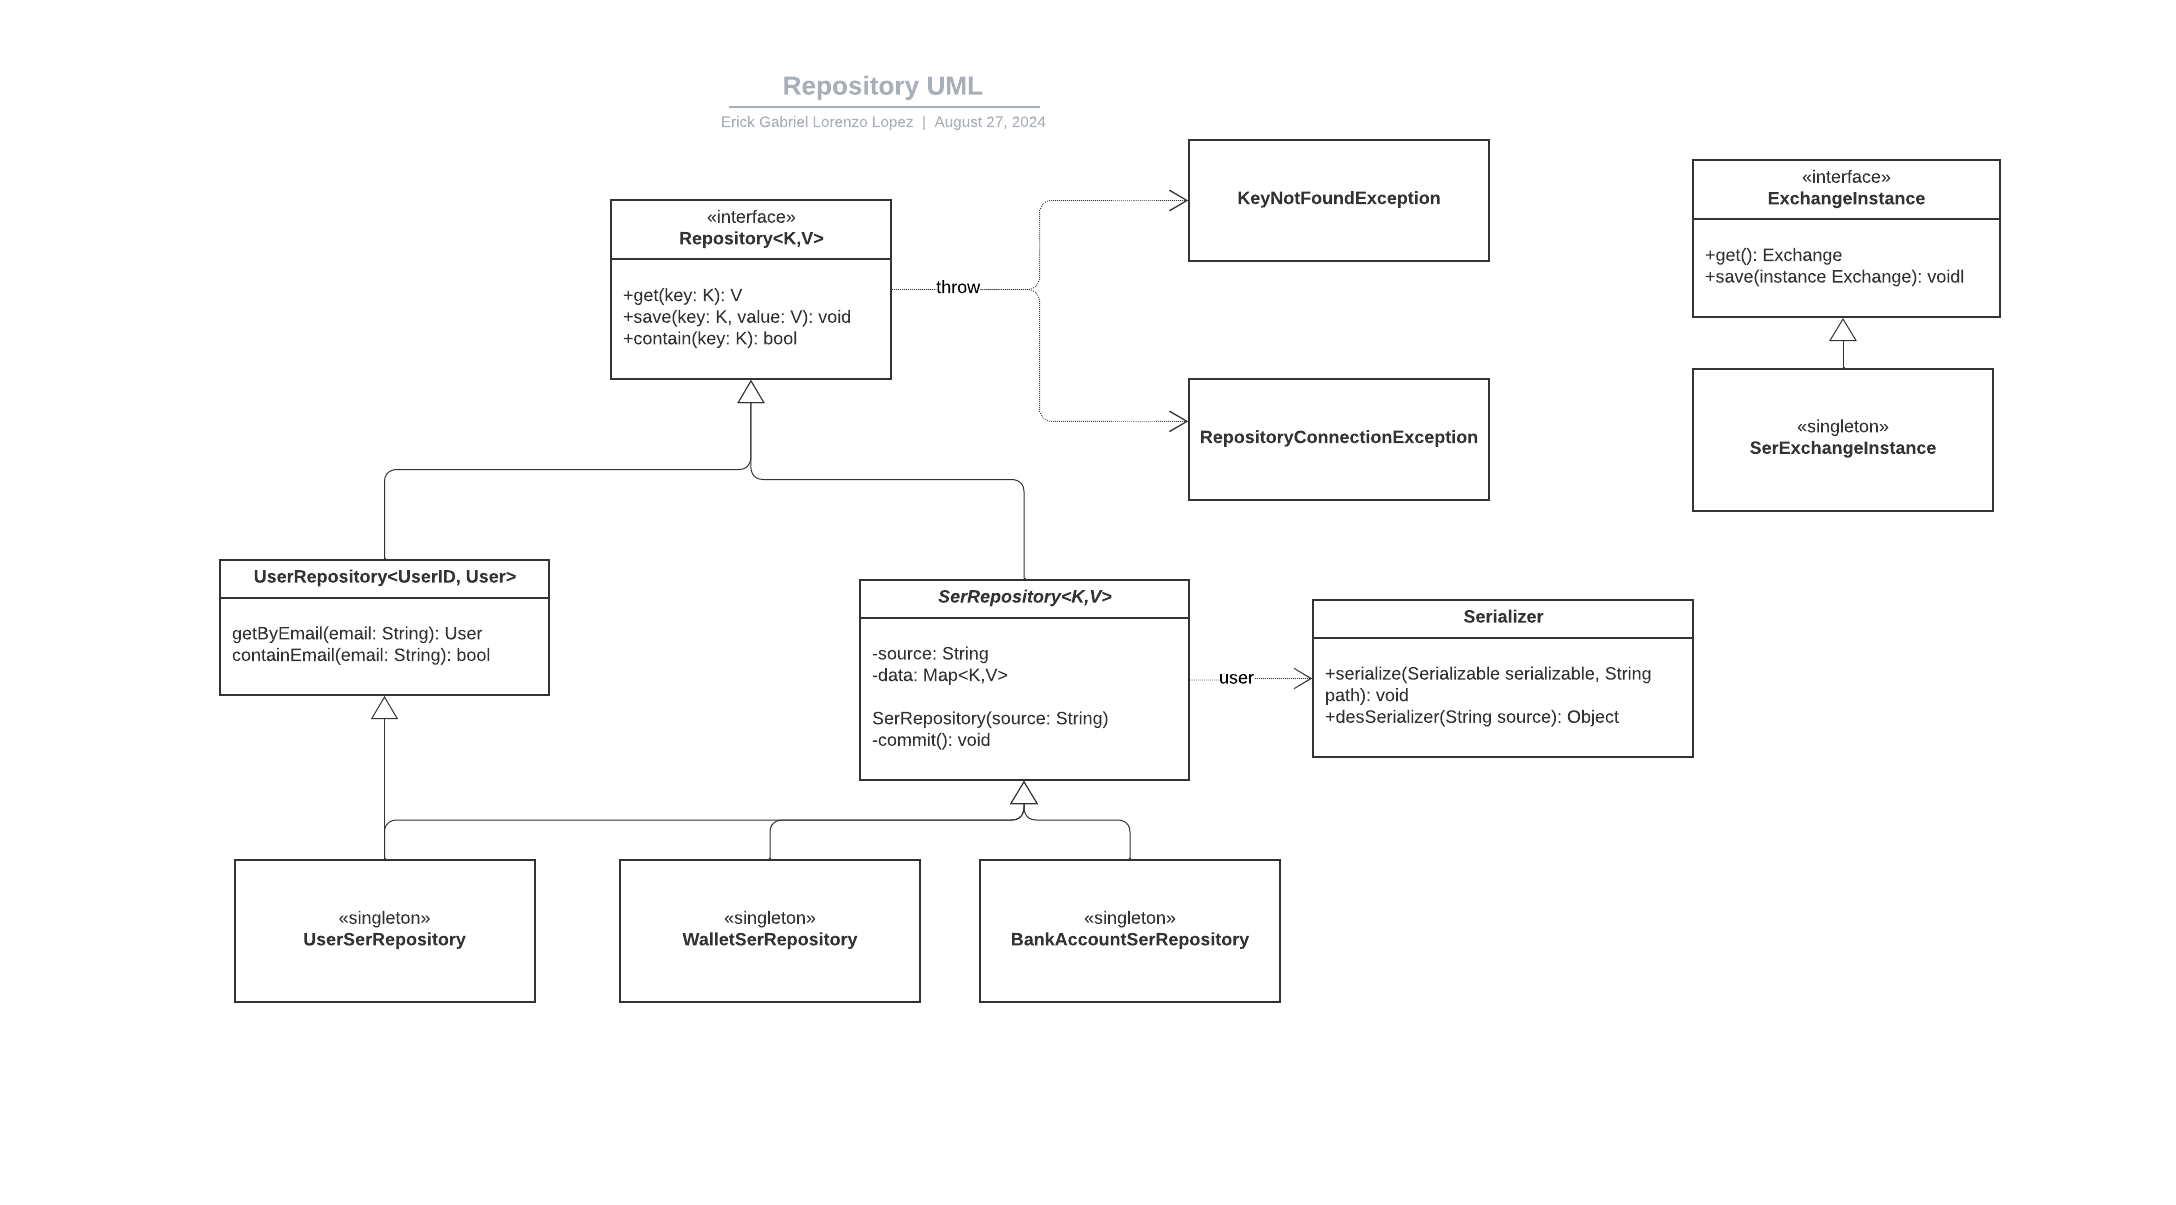 Repository UML
Erick Gabriel Lorenzo Lopez | August 27, 2024
«interface»
Repository<K,V>
+get(key: K): V
+save(key: K, value: V): void
+contain(key: K): bool
throw
KeyNotFoundException
RepositoryConnectionException
«interface»
ExchangeInstance
+get(): Exchange
+save(instance Exchange): voidl
«singleton»
SerExchangeInstance
UserRepository<UserID, User>
getByEmail(email: String): User
containEmail(email: String): bool
SerRepository<K,V>
-source: String
-data: Map<K,V>
SerRepository(source: String)
-commit(): void
user
Serializer
+serialize(Serializable serializable, String
path): void
+desSerializer(String source): Object
«singleton»
UserSerRepository
«singleton»
WalletSerRepository
«singleton»
BankAccountSerRepository